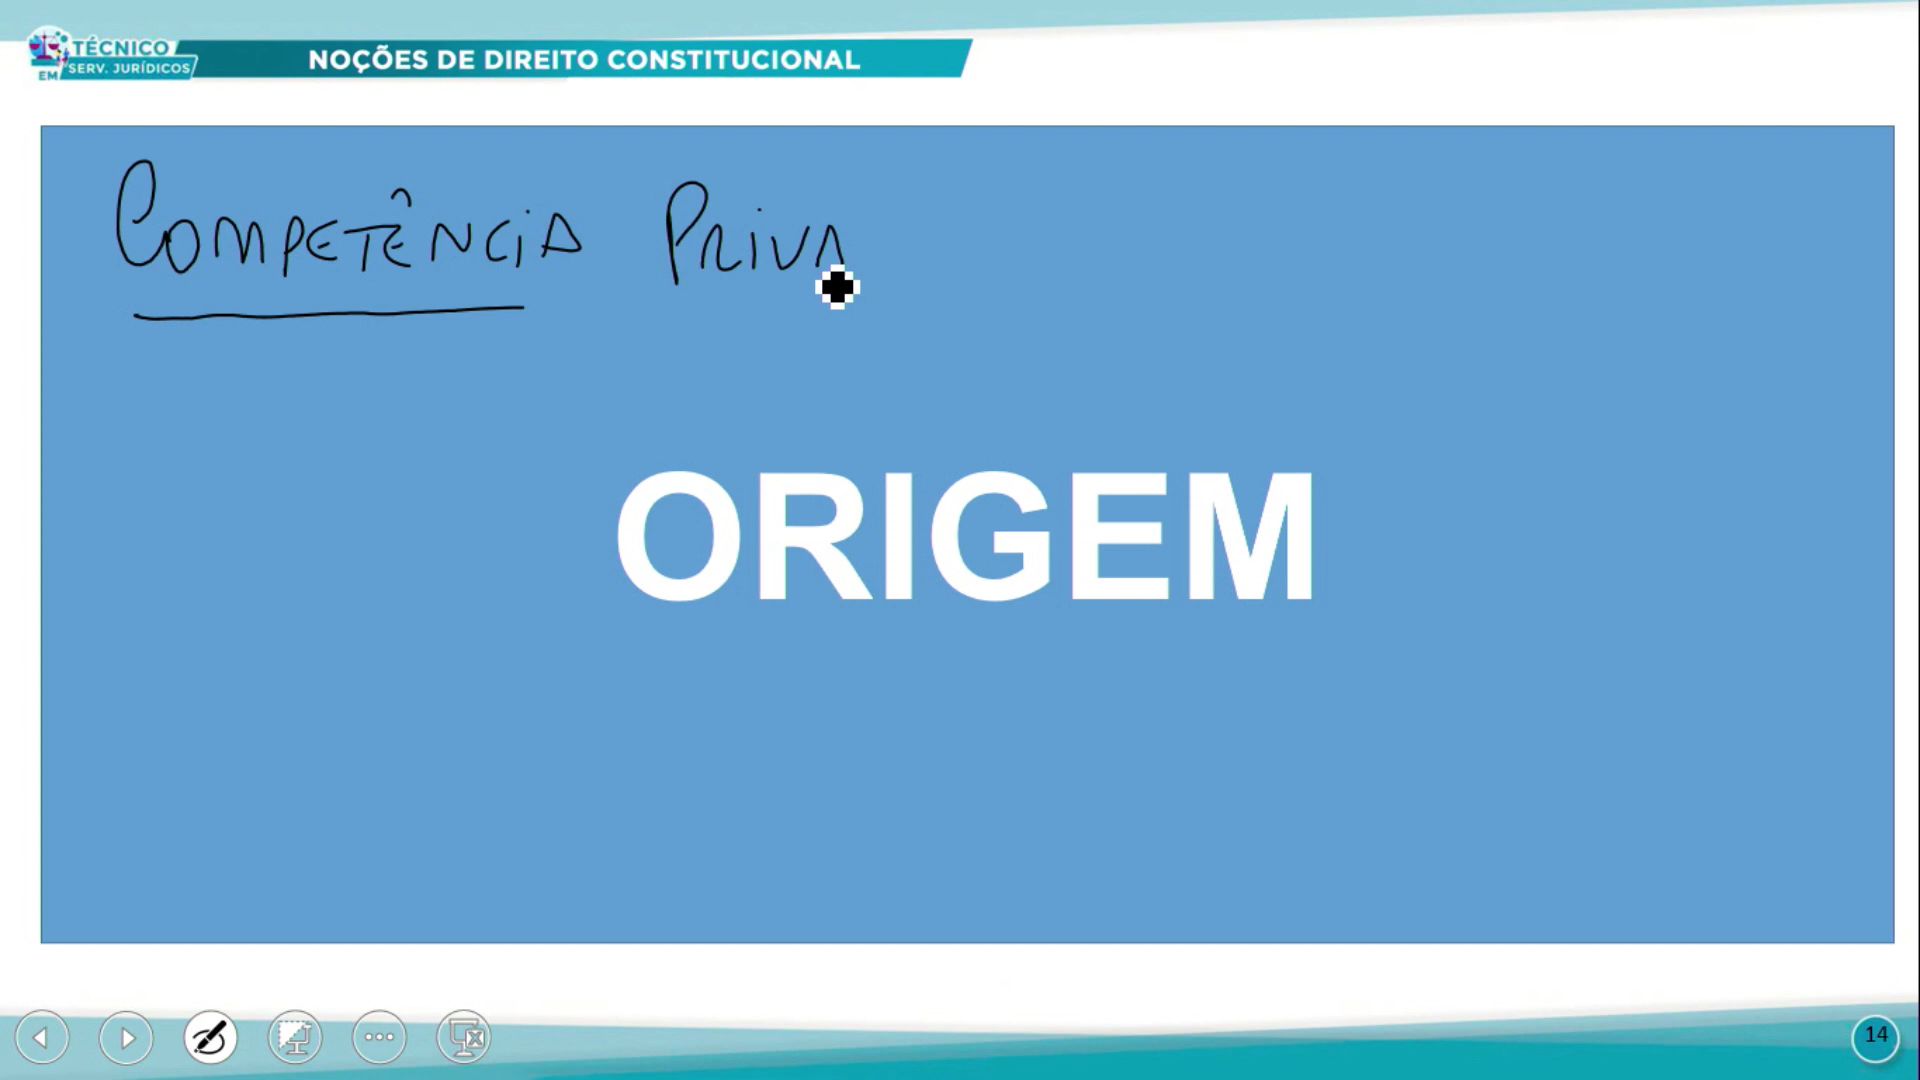 TÉCNICO
EM SERV. JURÍDICOS
NOÇÕES DE DIREITO CONSTITUCIONAL
COMPETÊNCIA PRIVA
ORIGEM
14